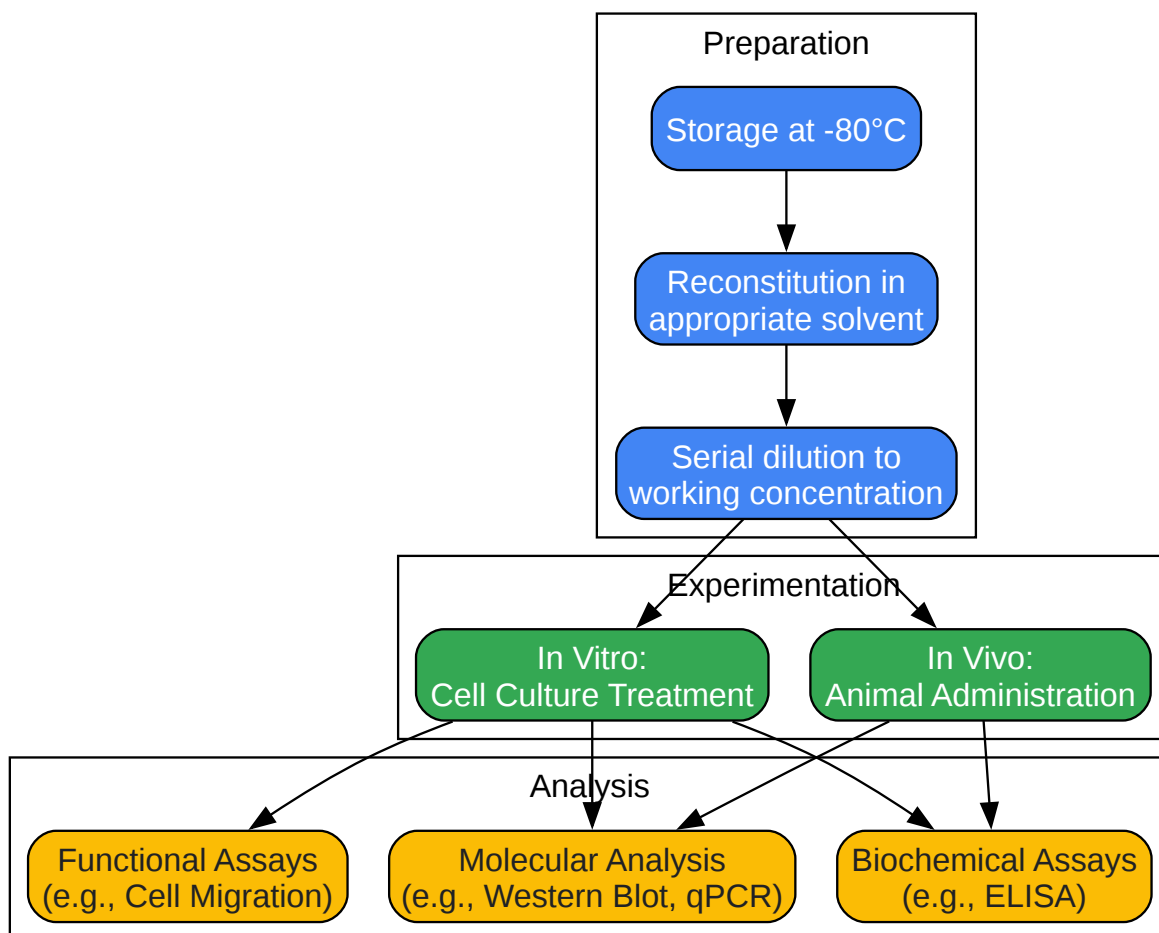 Preparation
Storage at -80°C
Reconstitution in
appropriate solvent
Serial dilution to
working concentration
Experimentation
In Vitro:
Cell Culture Treatment
In Vivo:
Animal Administration
Analysis
Functional Assays
(e.g., Cell Migration)
Molecular Analysis
(e.g., Western Blot, qPCR)
Biochemical Assays
(e.g., ELISA)